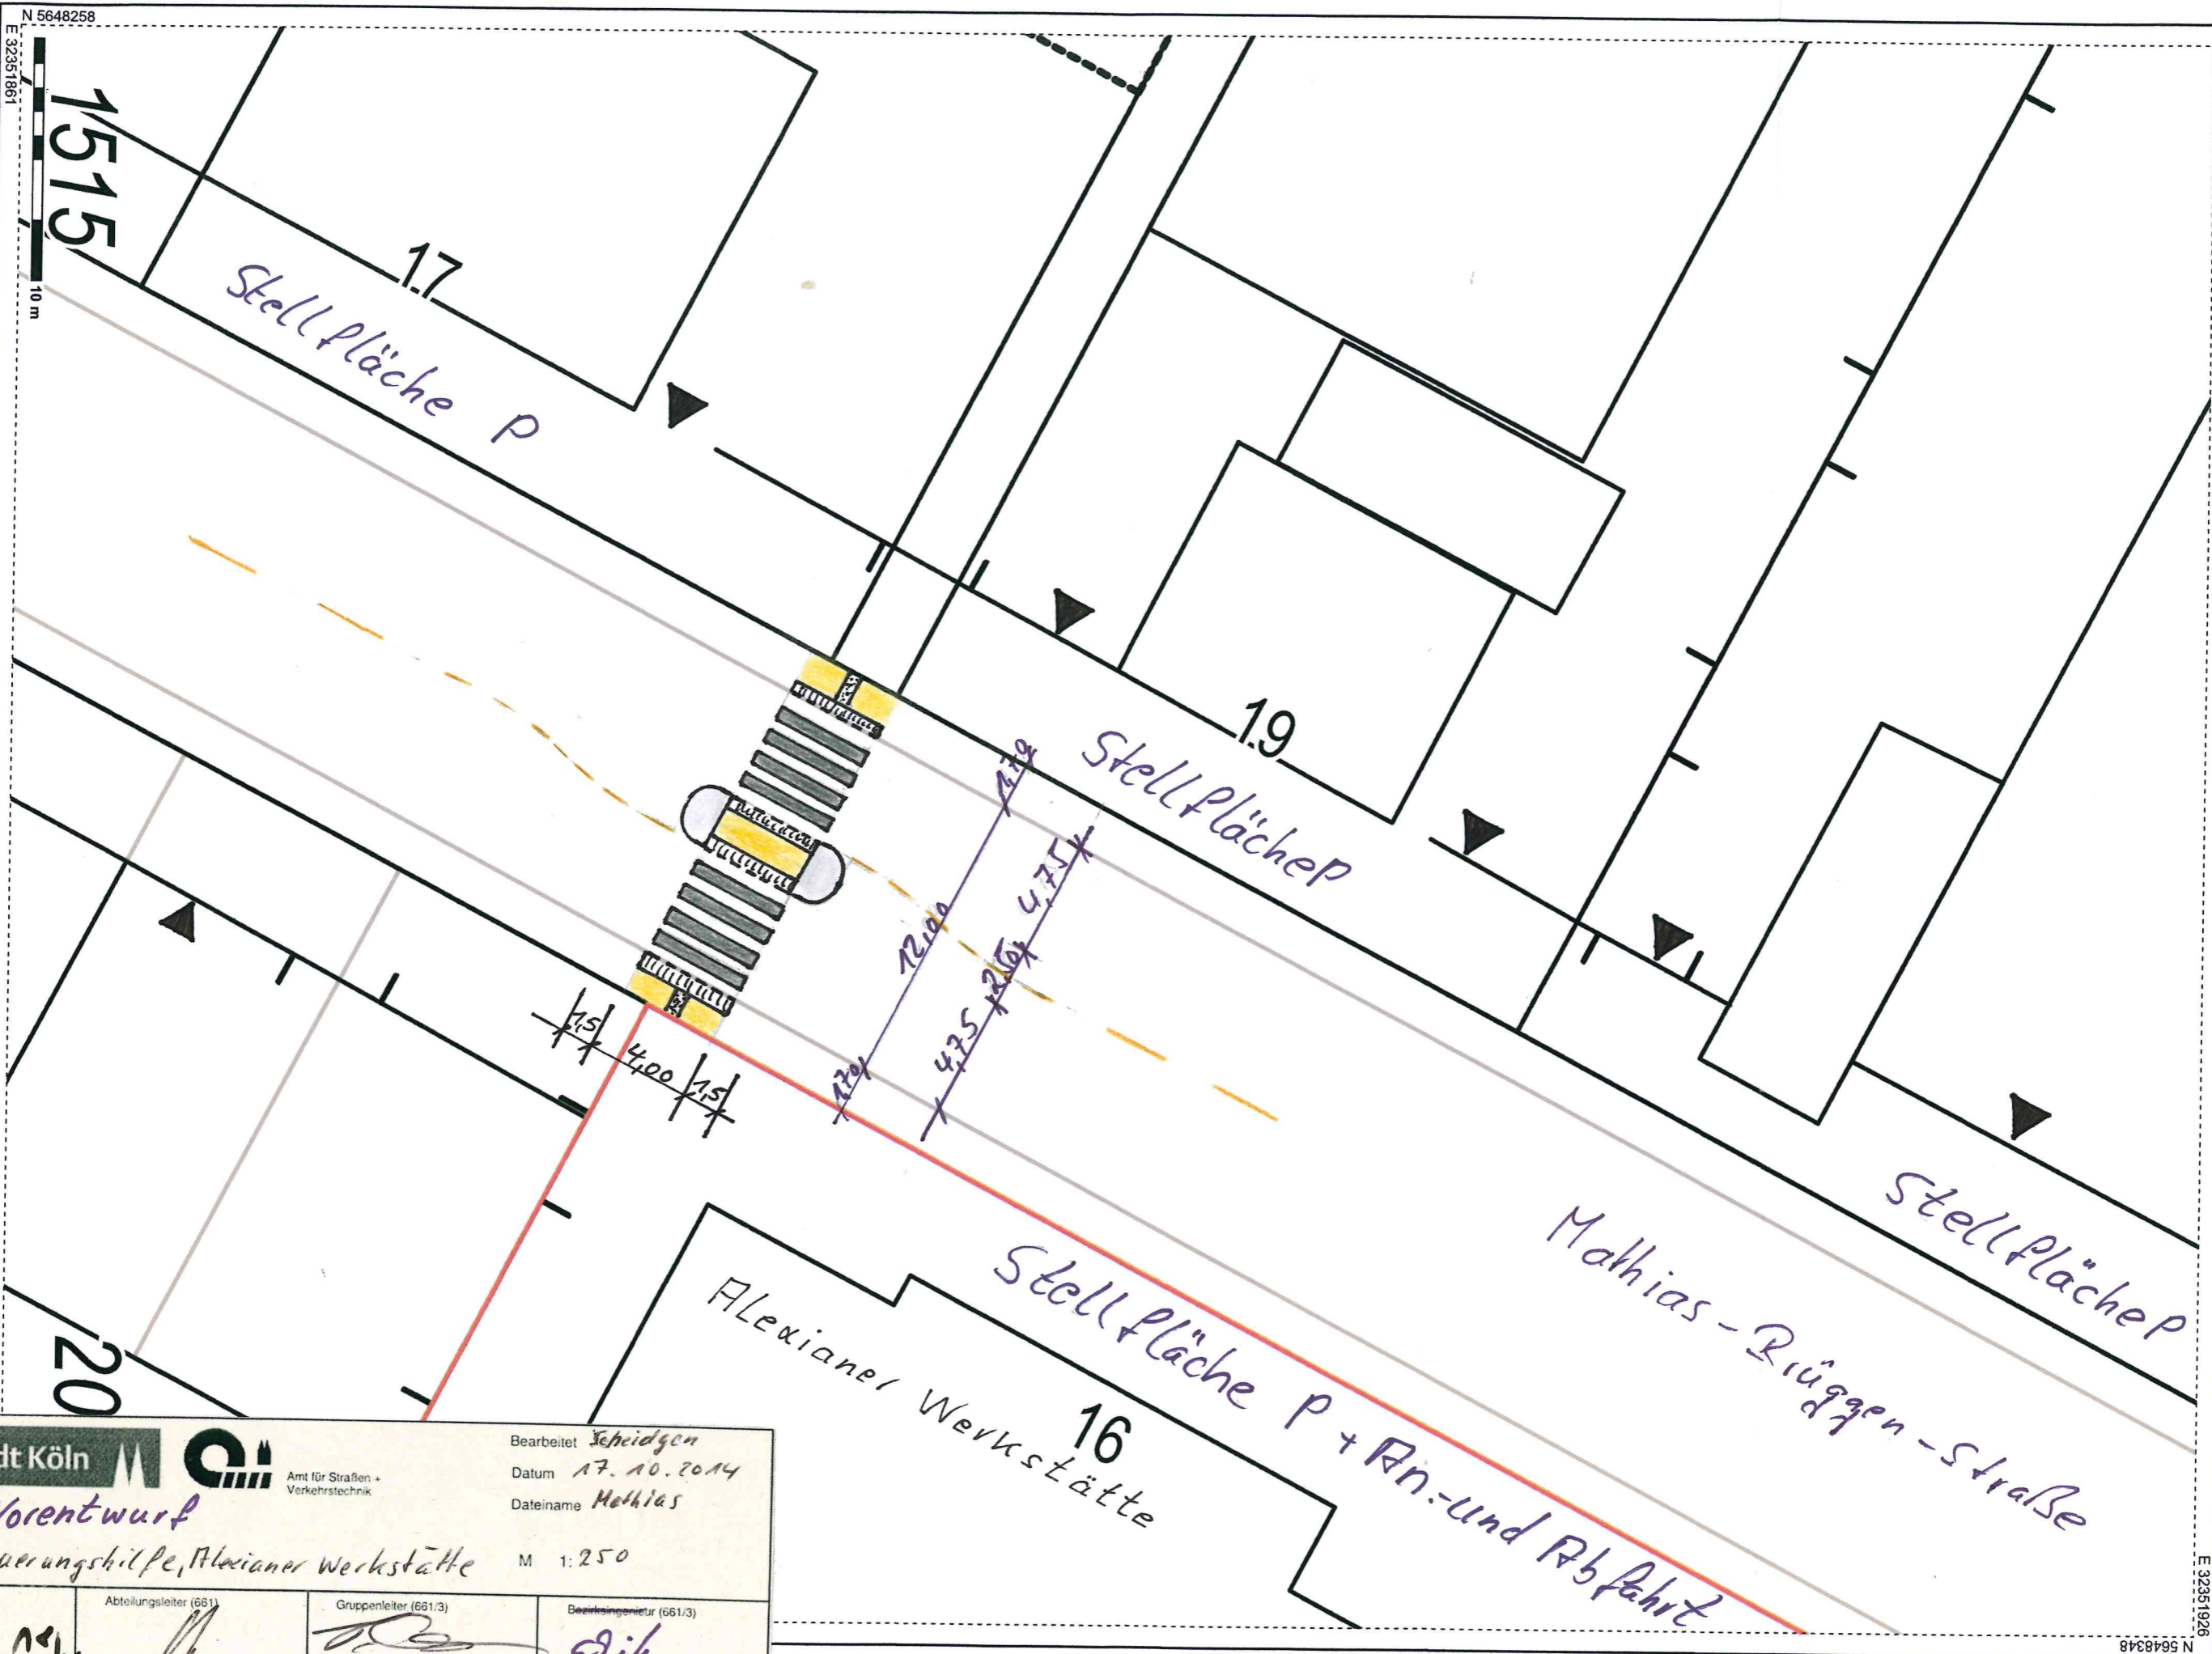 N 5648258
E 32351861
10 m
15 15
17
Stellfläche P
19
Stellfläche P
1,70
12,00
1,70
4,75
2,50
4,75
1,5
4,00
1,5
Stellfläche P
Mathias-Brüggen-Straße
Stellfläche P + An- und Abfahrt
Alexianer Werkstätte
16
20
dt Köln
Amt für Straßen +
Verkehrstechnik
Bearbeitet Scheidgen
Datum 17.10.2014
Dateiname Mathias
Vorentwurf
uerungshilfe, Alexianer Werkstätte
M 1:250
Abteilungsleiter (661)
Gruppenleiter (661/3)
Bezirksingenieur (661/3)
E 32351926
N 5648348